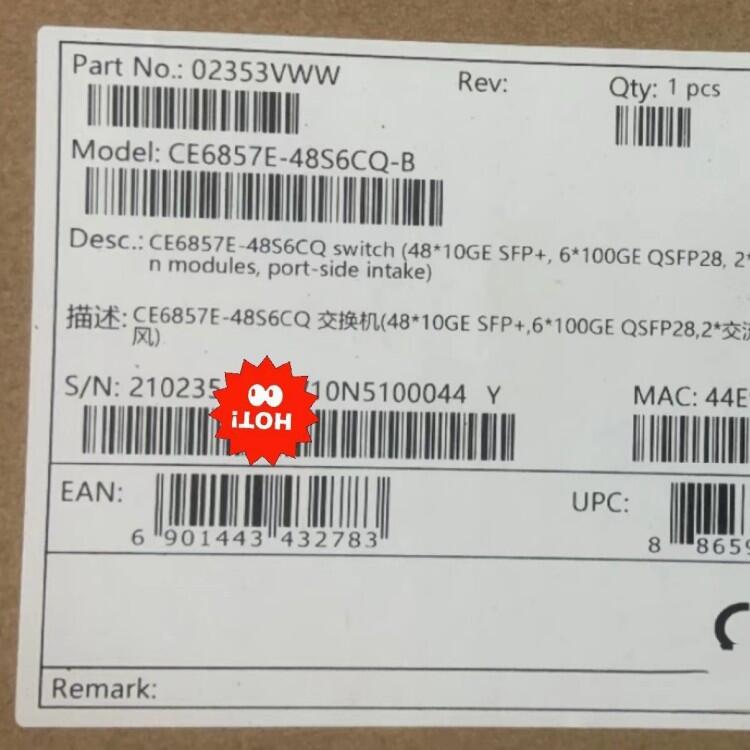 Part No.: 02353VWW
Rev:
Qty: 1 pcs
Model: CE6857E-48S6CQ-B
Desc.: CE6857E-48S6CQ switch (48*10GE SFP+, 6*100GE QSFP28, 2*
n modules, port-side intake)
描述: CE6857E-48S6CQ 交换机(48*10GE SFP+,6*100GE QSFP28,2*交流
风)
S/N: 210235 10N5100044 Y
MAC: 44E
HOT!
EAN:
6 901443 432783
UPC:
8 8659
Remark: